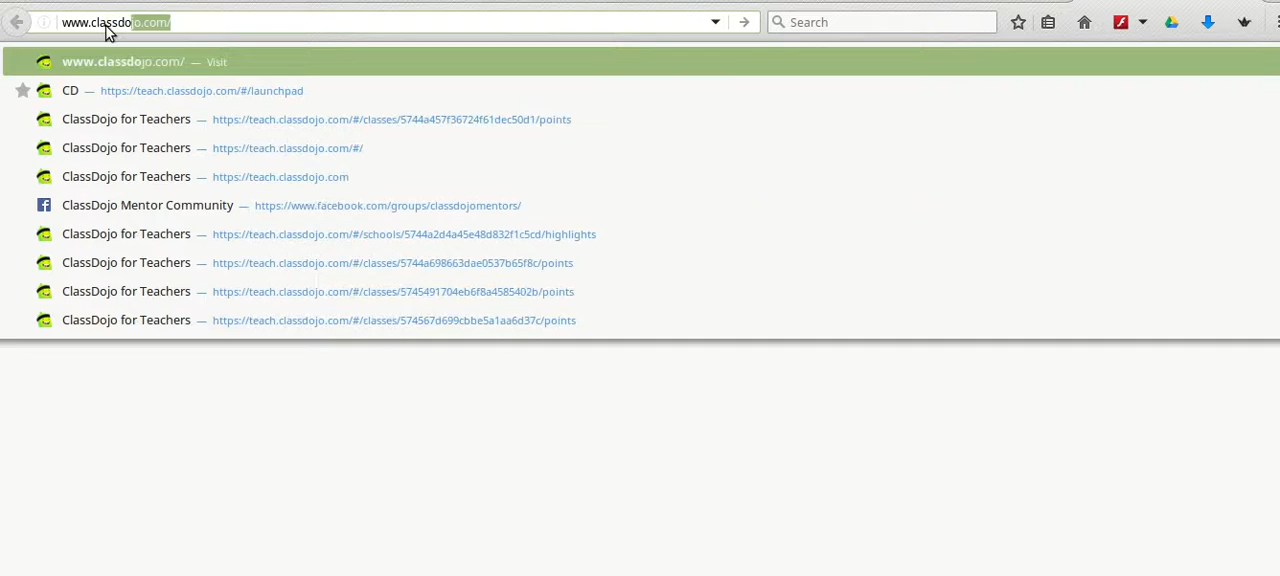 www.classdojo.com/
Search
www.classdojo.com/ — Visit
CD — https://teach.classdojo.com/#/launchpad
ClassDojo for Teachers — https://teach.classdojo.com/#/classes/5744a457f36724f61dec50d1/points
ClassDojo for Teachers — https://teach.classdojo.com/#/
ClassDojo for Teachers — https://teach.classdojo.com
ClassDojo Mentor Community — https://www.facebook.com/groups/classdojomentors/
ClassDojo for Teachers — https://teach.classdojo.com/#/schools/5744a2d4a45e48d832f1c5cd/highlights
ClassDojo for Teachers — https://teach.classdojo.com/#/classes/5744a698663dae0537b65f8c/points
ClassDojo for Teachers — https://teach.classdojo.com/#/classes/5745491704eb6f8a4585402b/points
ClassDojo for Teachers — https://teach.classdojo.com/#/classes/574567d699cbbe5a1aa6d37c/points